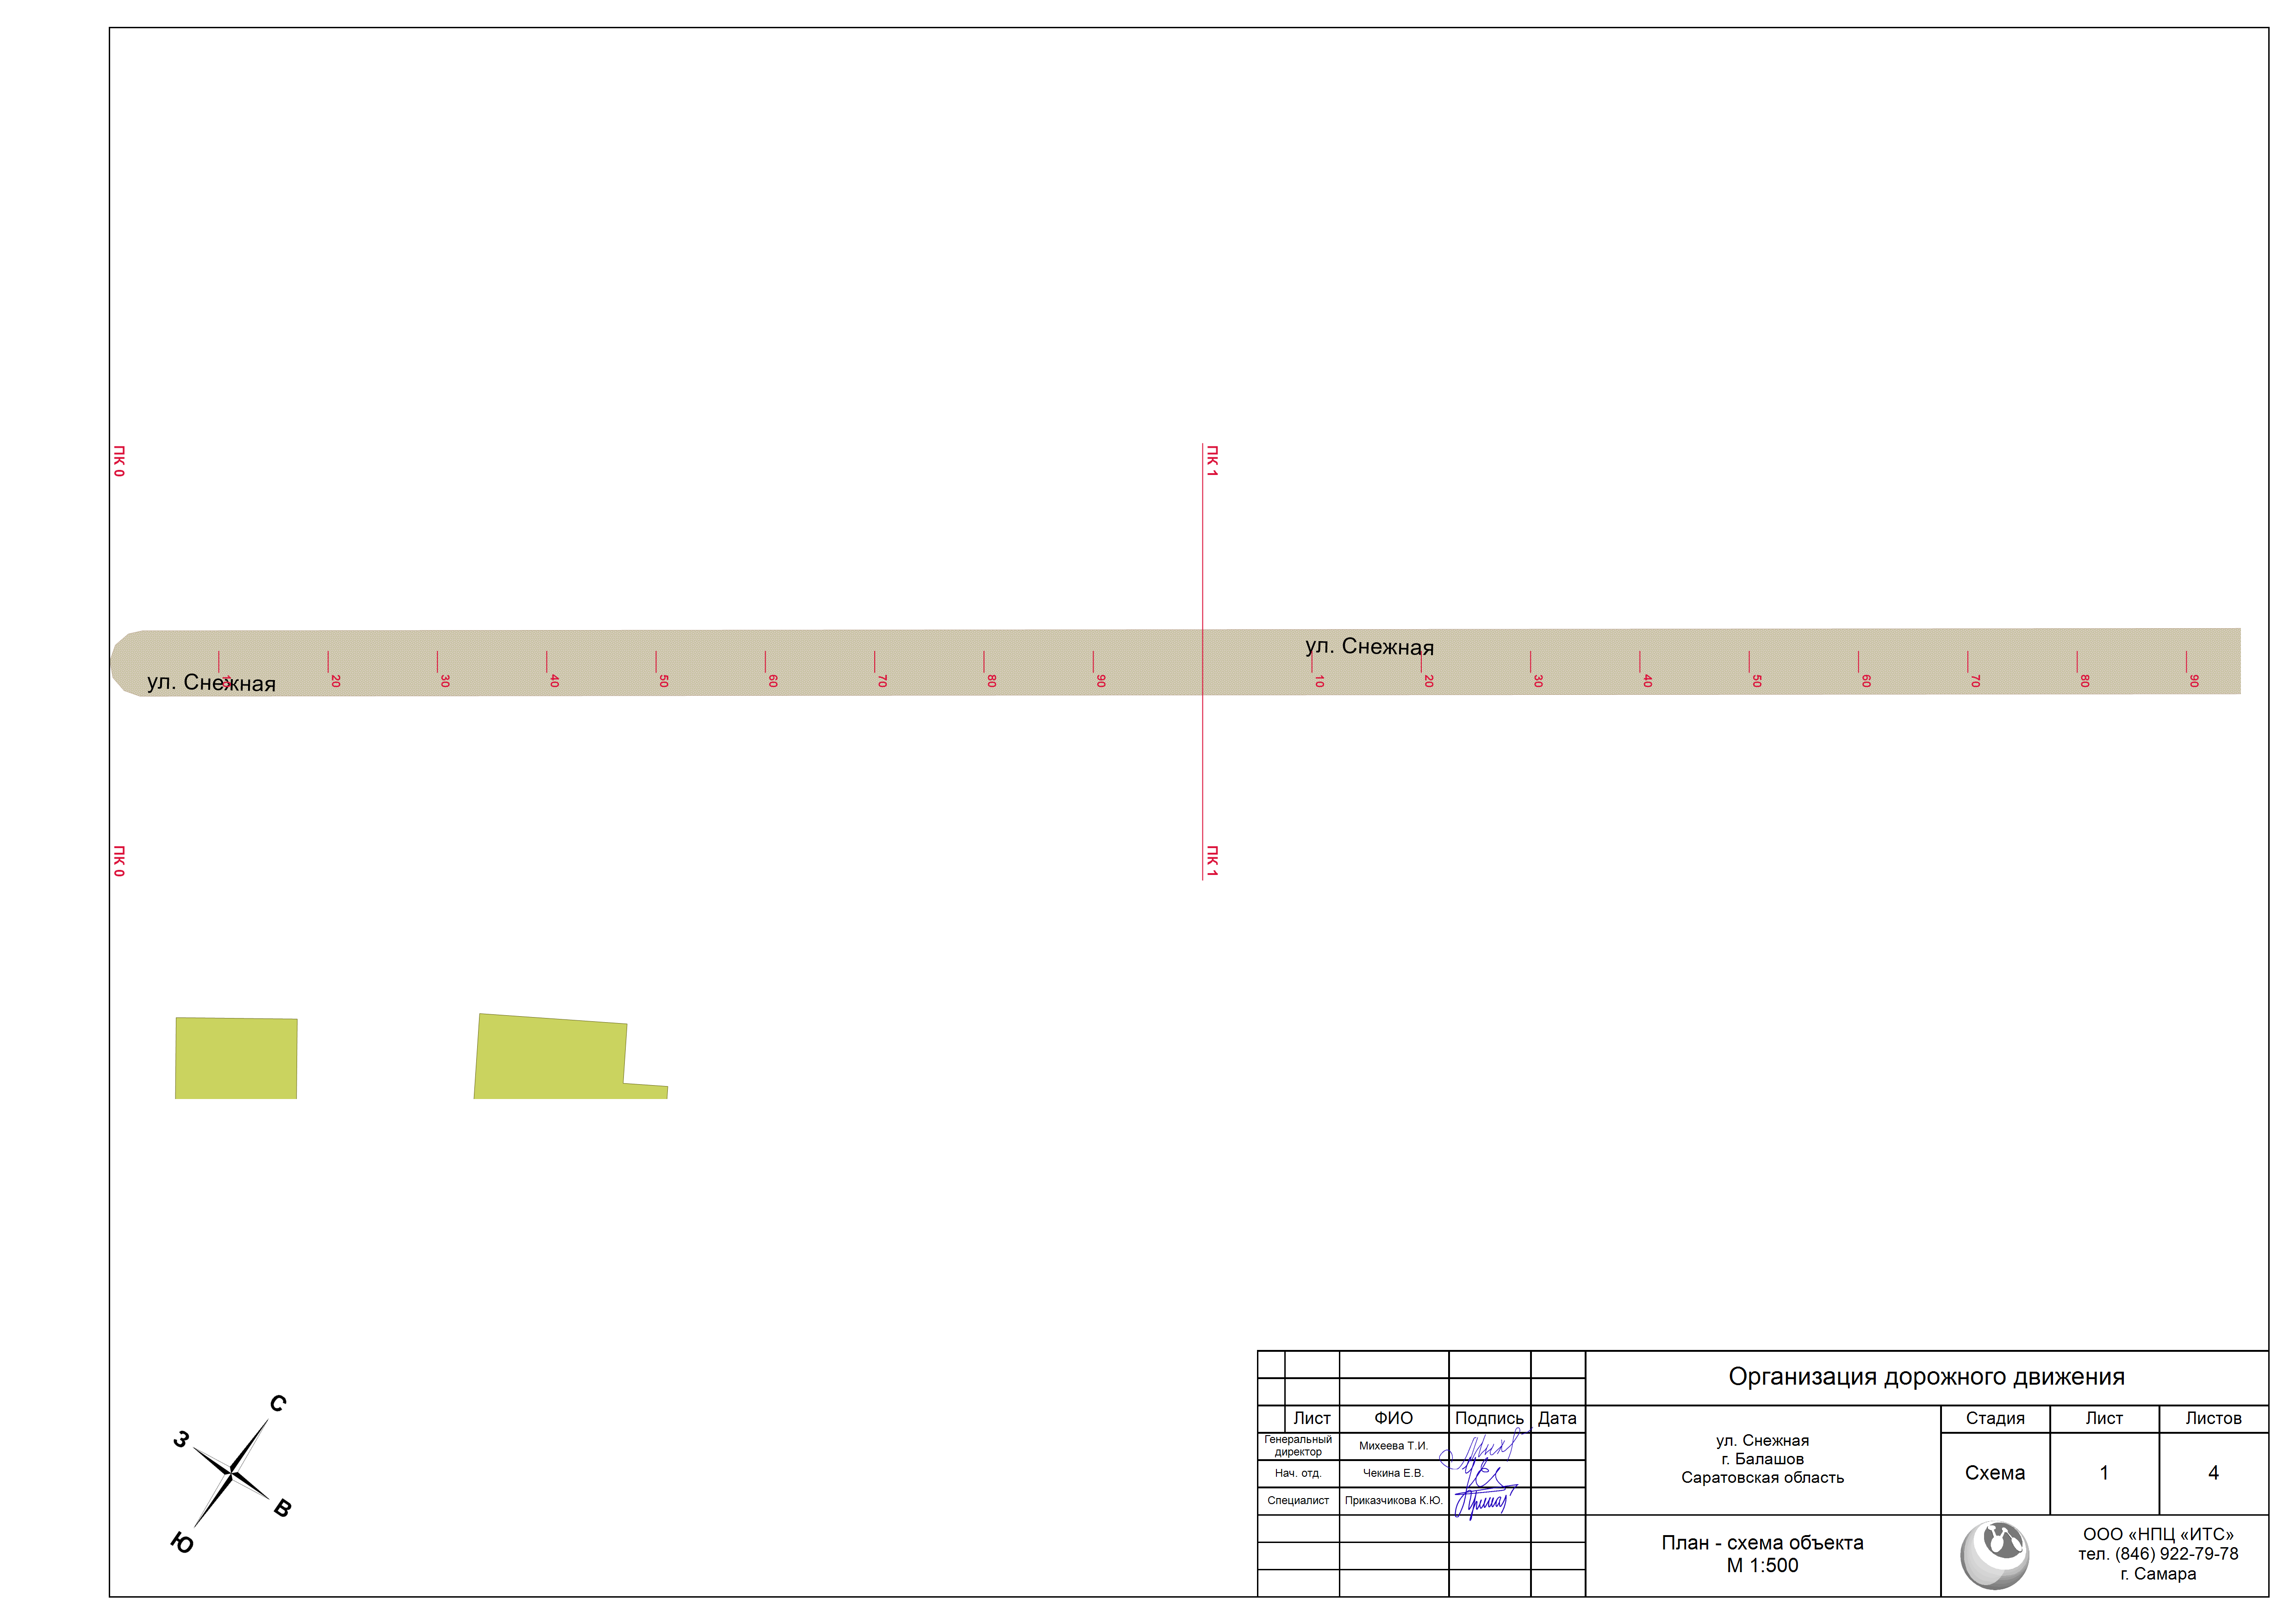 ПК 0
ПК 1
ул. Снежная
ул. Снежная
10
20
30
40
50
60
70
80
90
10
20
30
40
50
60
70
80
90
ПК 0
ПК 1
С
З
В
Ю
Организация дорожного движения
Лист ФИО Подпись Дата
Генеральный
директор
Михеева Т.И.
Нач. отд. Чекина Е.В.
Специалист Приказчикова К.Ю.
ул. Снежная
г. Балашов
Саратовская область
Стадия Лист Листов
Схема 1 4
План - схема объекта
М 1:500
ООО «НПЦ «ИТС»
тел. (846) 922-79-78
г. Самара